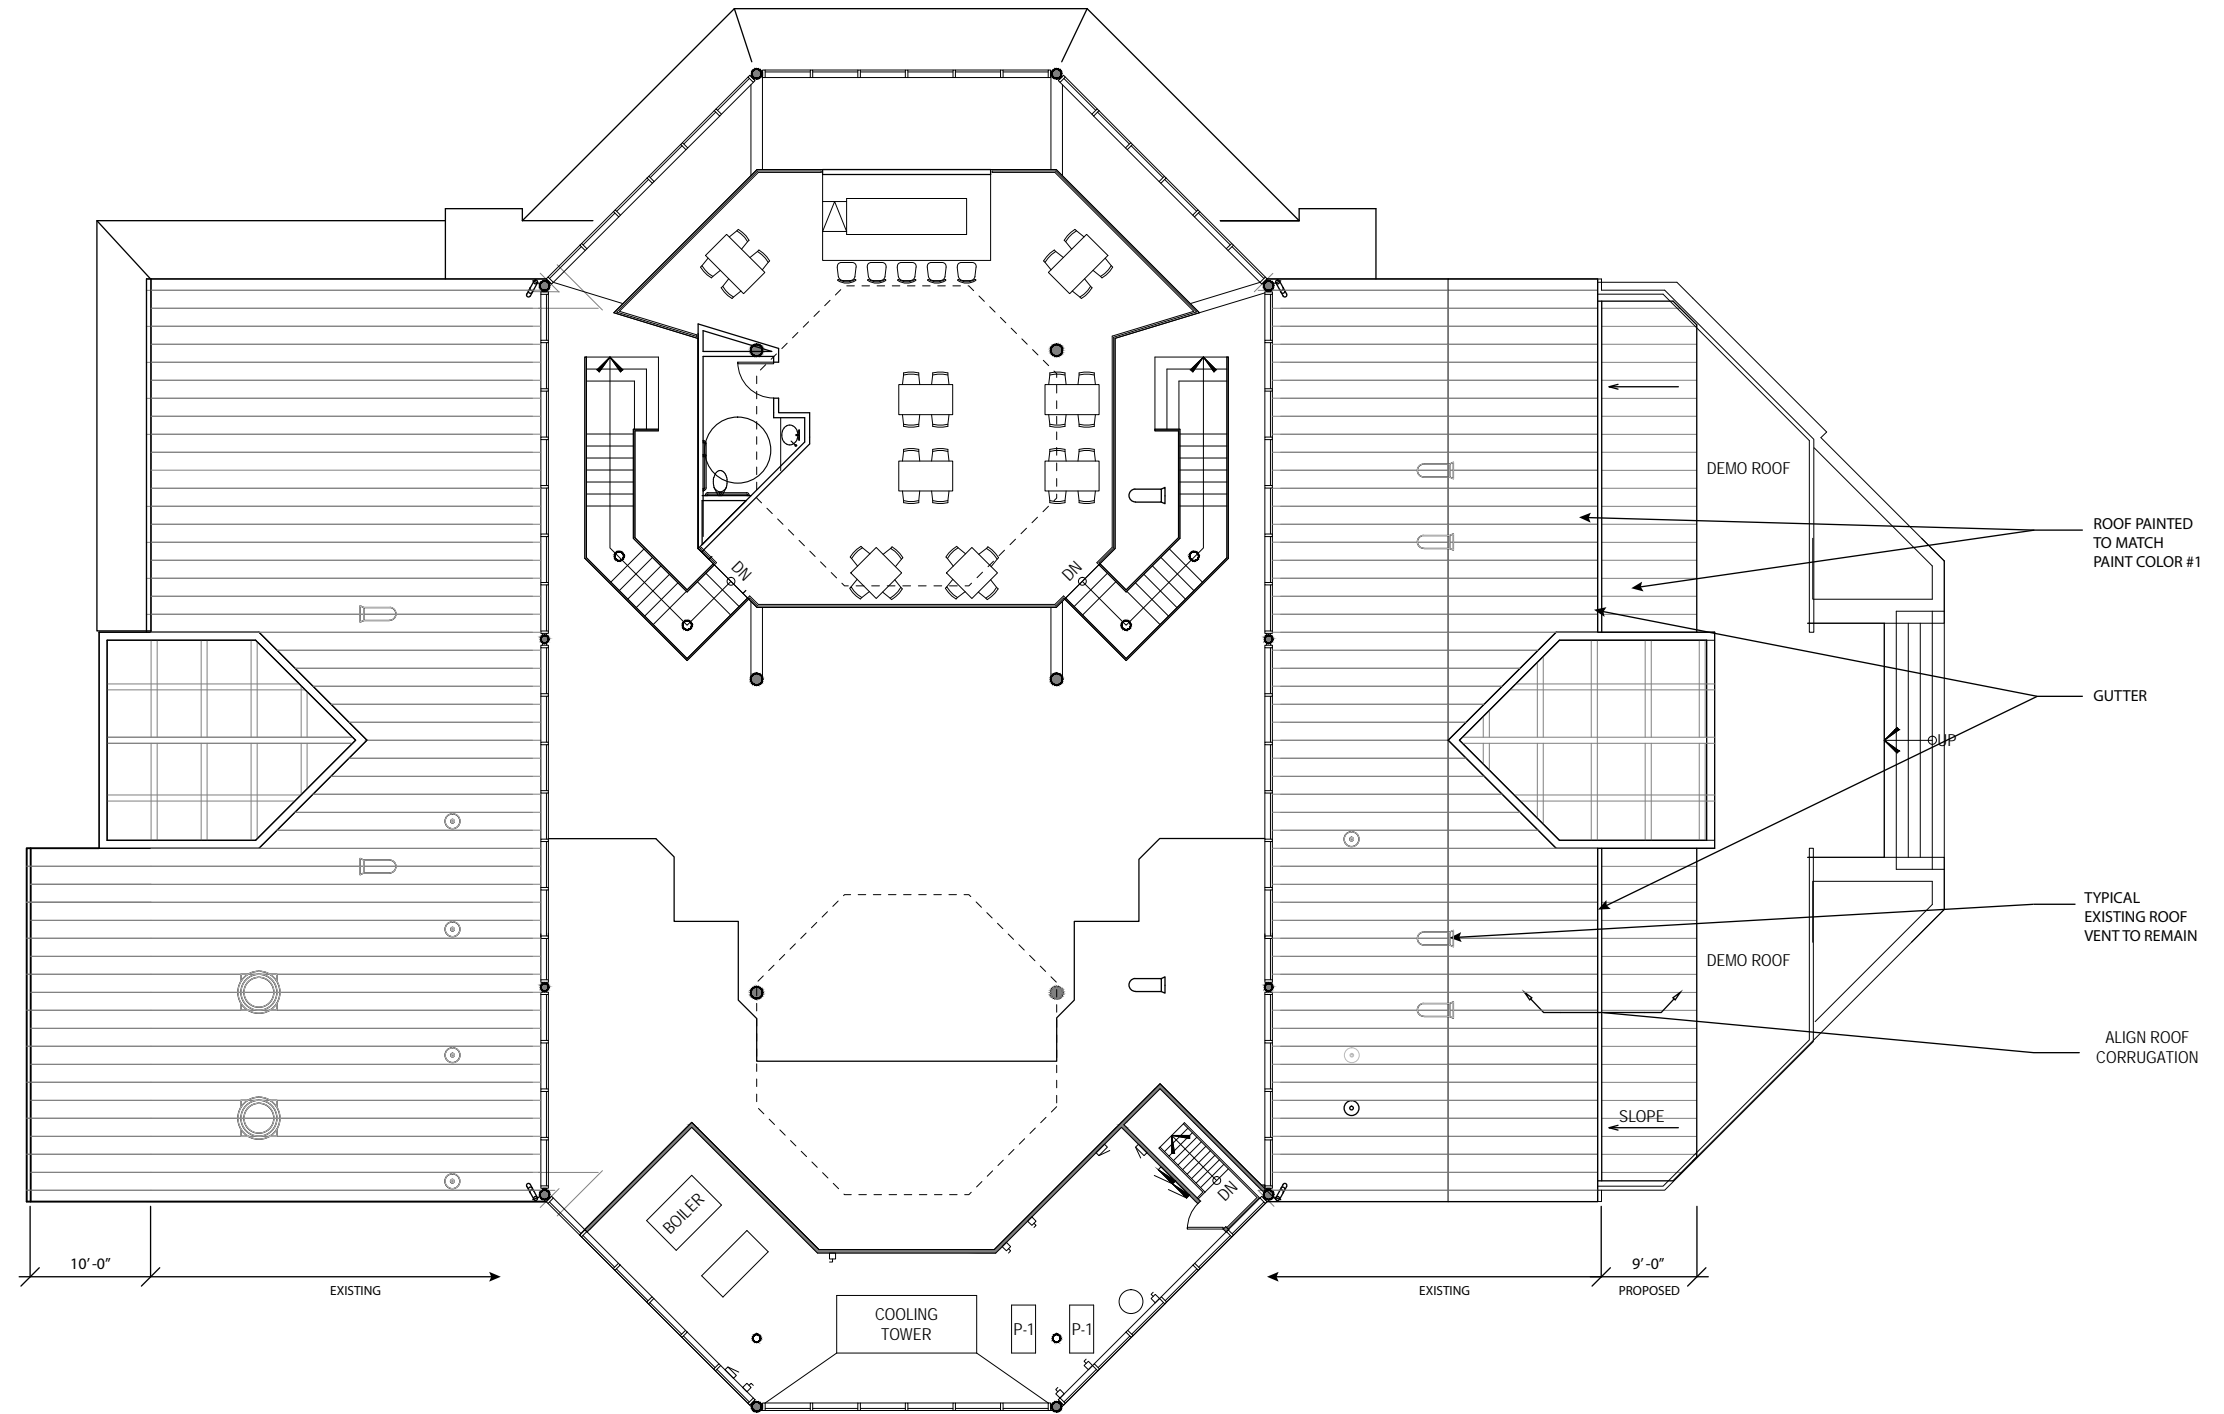 DEMO ROOF
ROOF PAINTED
TO MATCH
PAINT COLOR #1
DN
DN
GUTTER
UP
TYPICAL
EXISTING ROOF
VENT TO REMAIN
DEMO ROOF
ALIGN ROOF
CORRUGATION
SLOPE
DN
BOILER
10'-0"
EXISTING
EXISTING
9'-0"
PROPOSED
COOLING
TOWER
P-1
P-1